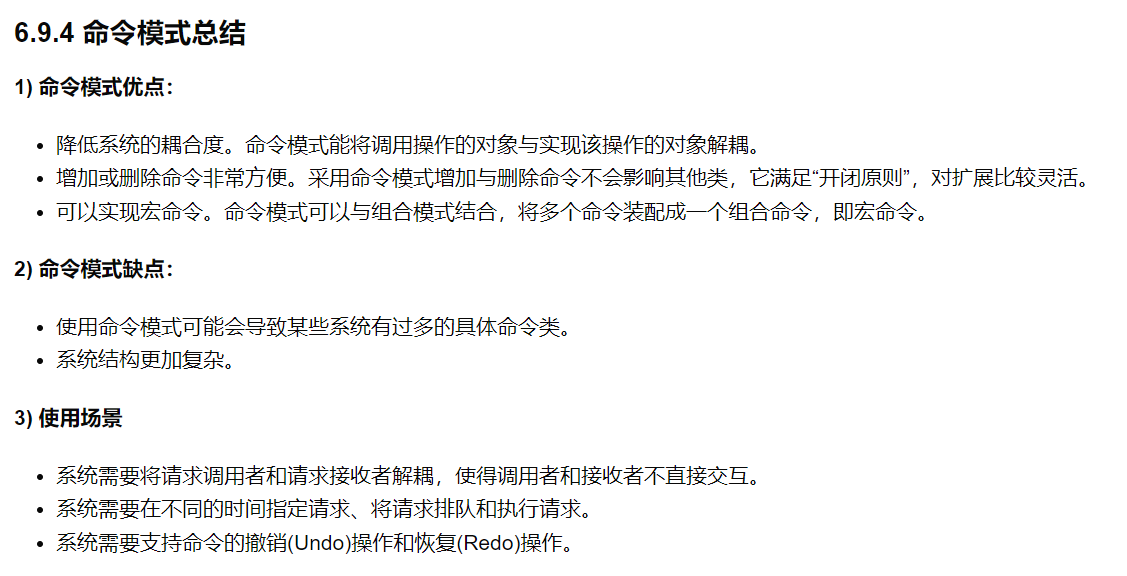 6.9.4 命令模式总结
1) 命令模式优点：
降低系统的耦合度。命令模式能将调用操作的对象与实现该操作的对象解耦。
增加或删除命令非常方便。采用命令模式增加与删除命令不会影响其他类，它满足“开闭原则”，对扩展比较灵活。
可以实现宏命令。命令模式可以与组合模式结合，将多个命令装配成一个组合命令，即宏命令。
2) 命令模式缺点：
使用命令模式可能会导致某些系统有过多的具体命令类。
系统结构更加复杂。
3) 使用场景
系统需要将请求调用者和请求接收者解耦，使得调用者和接收者不直接交互。
系统需要在不同的时间指定请求、将请求排队和执行请求。
系统需要支持命令的撤销(Undo)操作和恢复(Redo)操作。